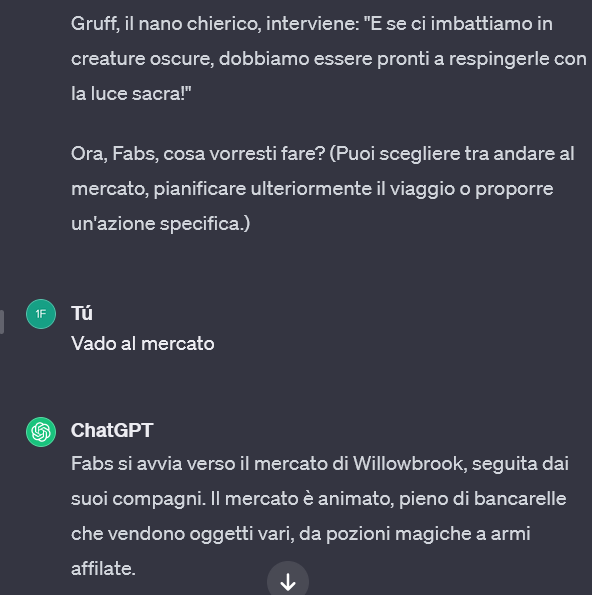 Gruff, il nano chierico, interviene: "E se ci imbattiamo in
creature oscure, dobbiamo essere pronti a respingerle con
la luce sacra!"
Ora, Fabs, cosa vorresti fare? (Puoi scegliere tra andare al
mercato, pianificare ulteriormente il viaggio o proporre
un'azione specifica.)
1F
Tú
Vado al mercato
ChatGPT
Fabs si avvia verso il mercato di Willowbrook, seguita dai
suoi compagni. Il mercato è animato, pieno di bancarelle
che vendono oggetti vari, da pozioni magiche a armi
affilate.